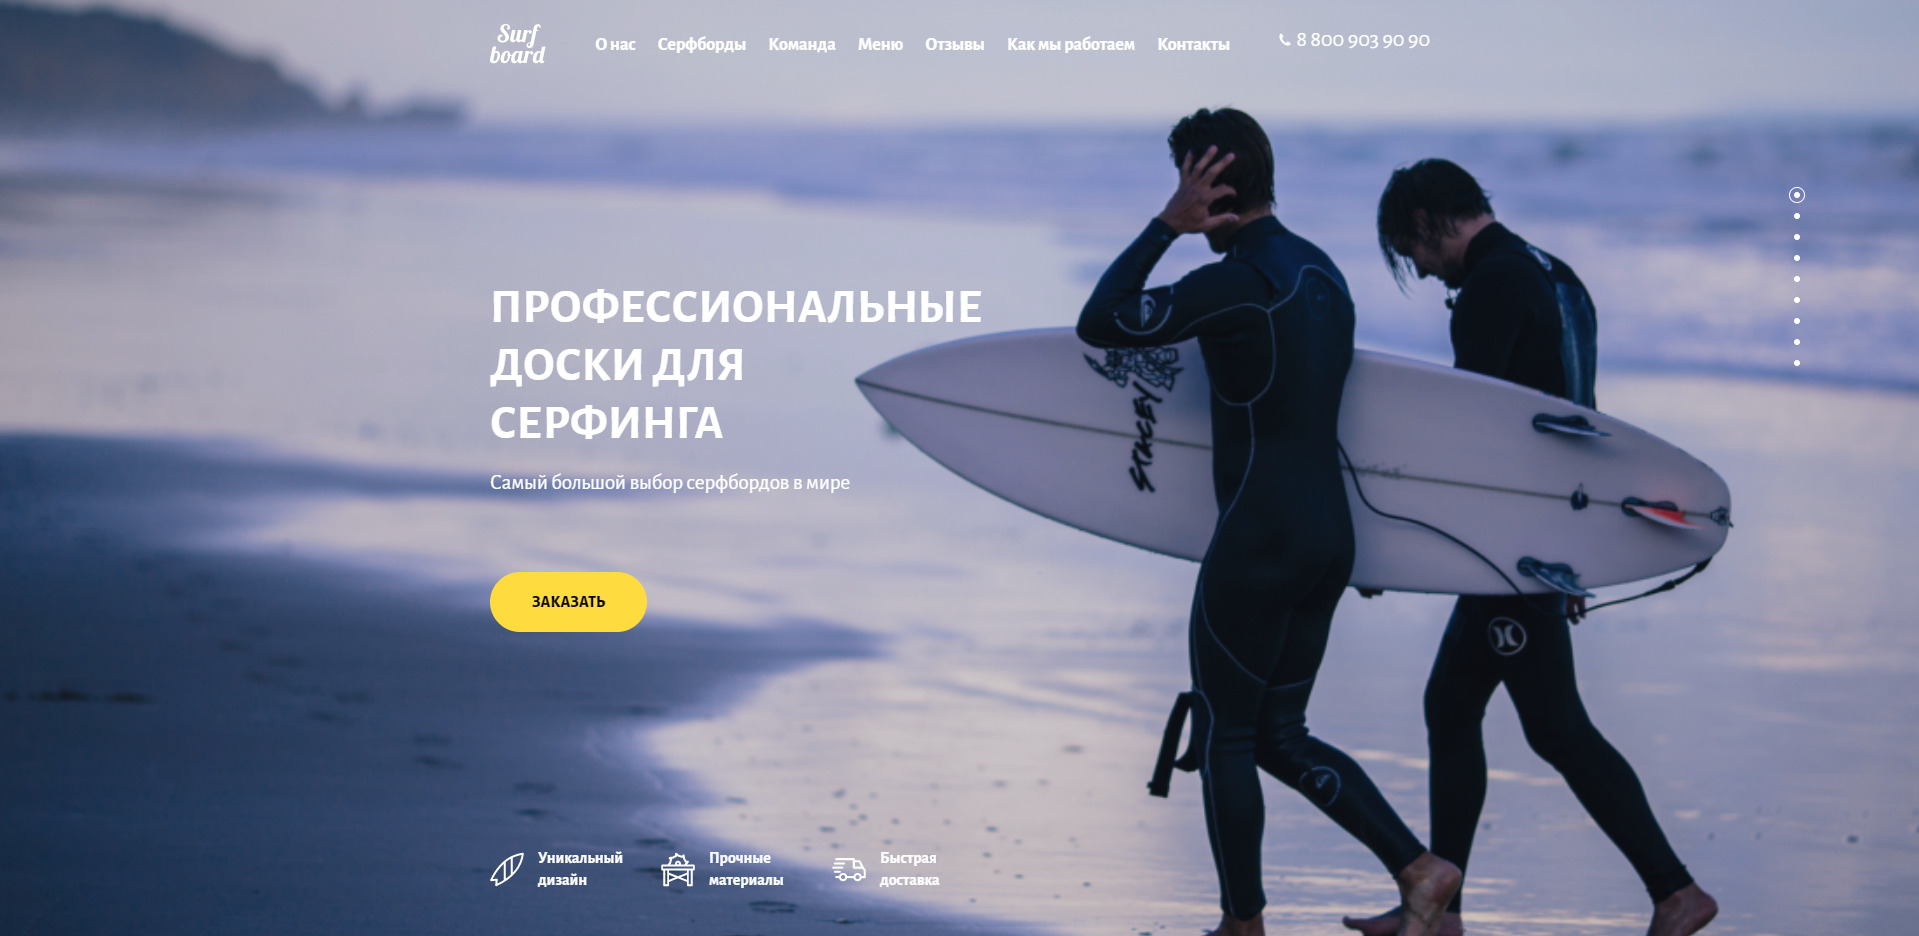 Surf
board
О нас Серфборды Команда Меню Отзывы Как мы работаем Контакты 8 800 903 90 90
ПРОФЕССИОНАЛЬНЫЕ
ДОСКИ ДЛЯ
СЕРФИНГА
STACEY
Самый большой выбор серфбордов в мире
ЗАКАЗАТЬ
Уникальный
дизайн
Прочные
материалы
Быстрая
доставка